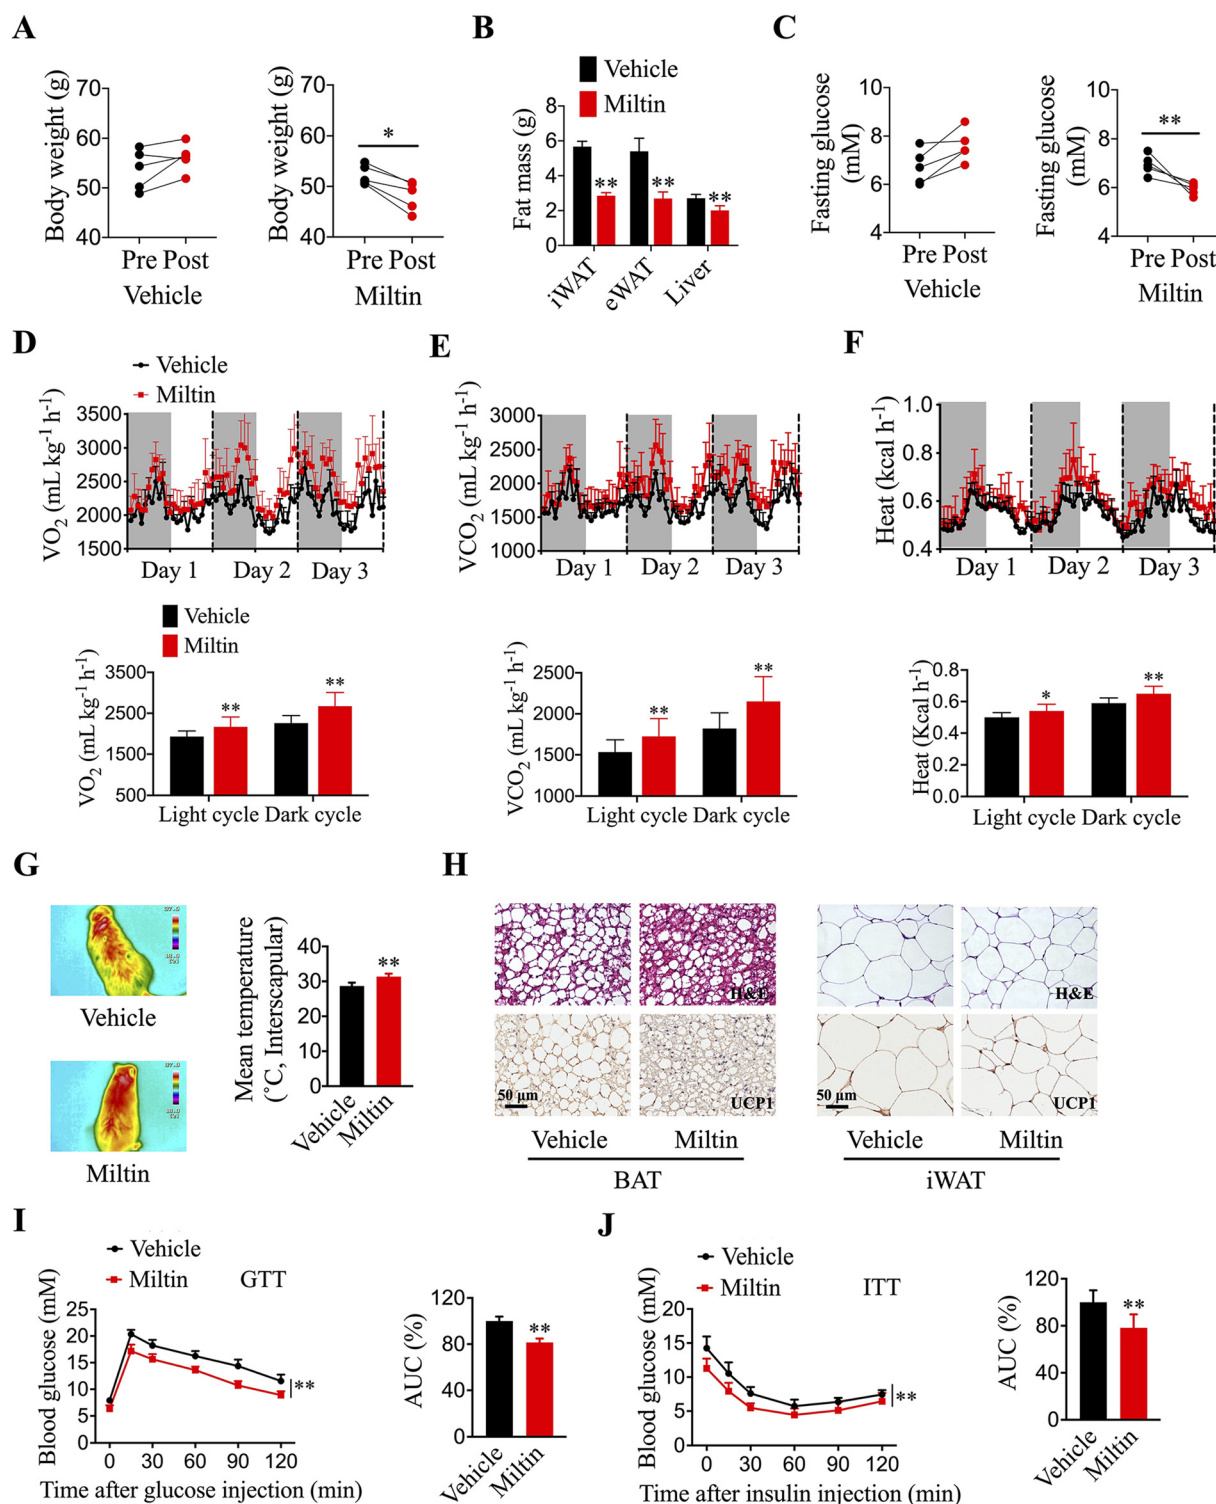 A
Body weight (g)
70
60
50
40
Pre Post
Vehicle
Body weight (g)
70
60
50
40
*
Pre Post
Miltin
B
Vehicle
Miltin
Fat mass (g)
8
6
4
2
0
**
**
**
iWAT
eWAT
Liver
C
Fasting glucose
(mM)
10
8
6
4
Pre Post
Vehicle
Fasting glucose
(mM)
10
8
6
4
**
Pre Post
Miltin
D
Vehicle
Miltin
VO2 (mL kg-1 h-1)
3500
3000
2500
2000
1500
Day 1 Day 2 Day 3
Vehicle
Miltin
VO2 (mL kg-1 h-1)
3500
2500
1500
500
**
**
Light cycle Dark cycle
E
VCO2 (mL kg-1 h-1)
3000
2500
2000
1500
1000
Day 1 Day 2 Day 3
VCO2 (mL kg-1 h-1)
2500
2000
1500
1000
**
**
Light cycle Dark cycle
F
Heat (kcal h-1)
1.0
0.8
0.6
0.4
Day 1 Day 2 Day 3
Heat (Kcal h-1)
0.8
0.6
0.4
0.2
0.0
*
**
Light cycle Dark cycle
G
Vehicle
Miltin
Mean temperature
(°C, Interscapular)
40
30
20
10
0
**
Vehicle
Miltin
H
H&E
H&E
50 μm
UCP1
50 μm
UCP1
Vehicle Miltin
BAT
Vehicle Miltin
iWAT
I
Vehicle
Miltin
GTT
Blood glucose (mM)
25
20
15
10
5
0
**
0 30 60 90 120
Time after glucose injection (min)
AUC (%)
120
80
40
0
**
Vehicle
Miltin
J
Vehicle
Miltin
ITT
Blood glucose (mM)
20
15
10
5
0
**
0 30 60 90 120
Time after insulin injection (min)
AUC (%)
120
80
40
0
**
Vehicle
Miltin